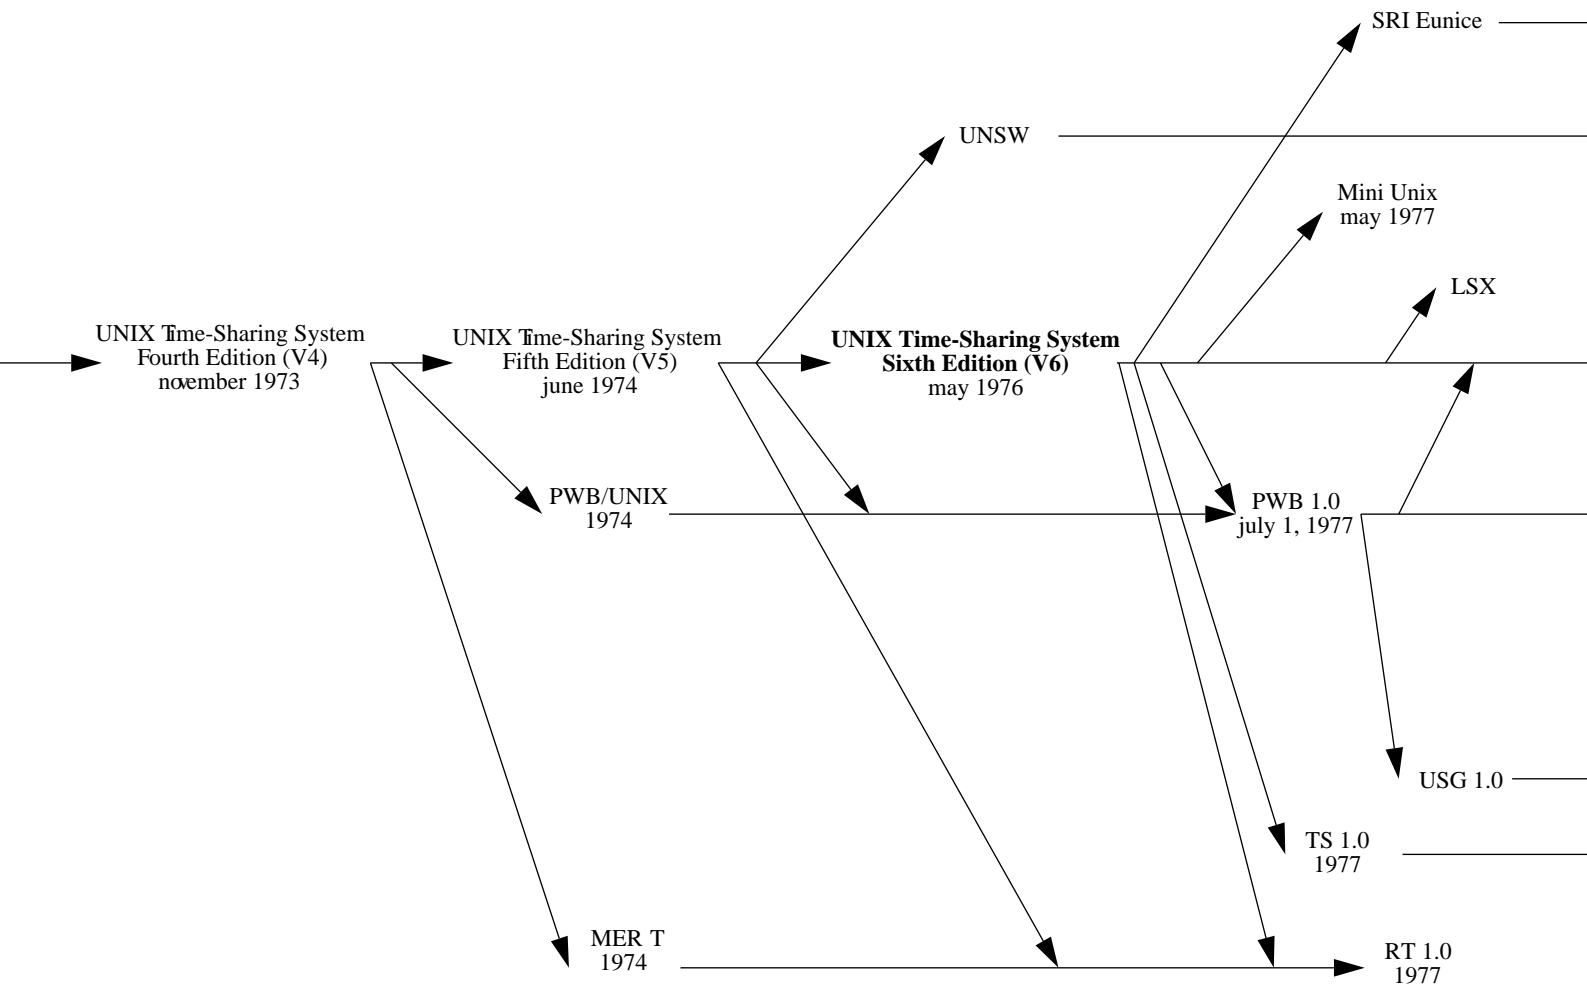 SRI Eunice
UNSW
Mini Unix
may 1977
LSX
UNIX Time-Sharing System
Fourth Edition (V4)
november 1973
UNIX Time-Sharing System
Fifth Edition (V5)
june 1974
UNIX Time-Sharing System
Sixth Edition (V6)
may 1976
PWB/UNIX
1974
PWB 1.0
july 1, 1977
USG 1.0
TS 1.0
1977
MER T
1974
RT 1.0
1977